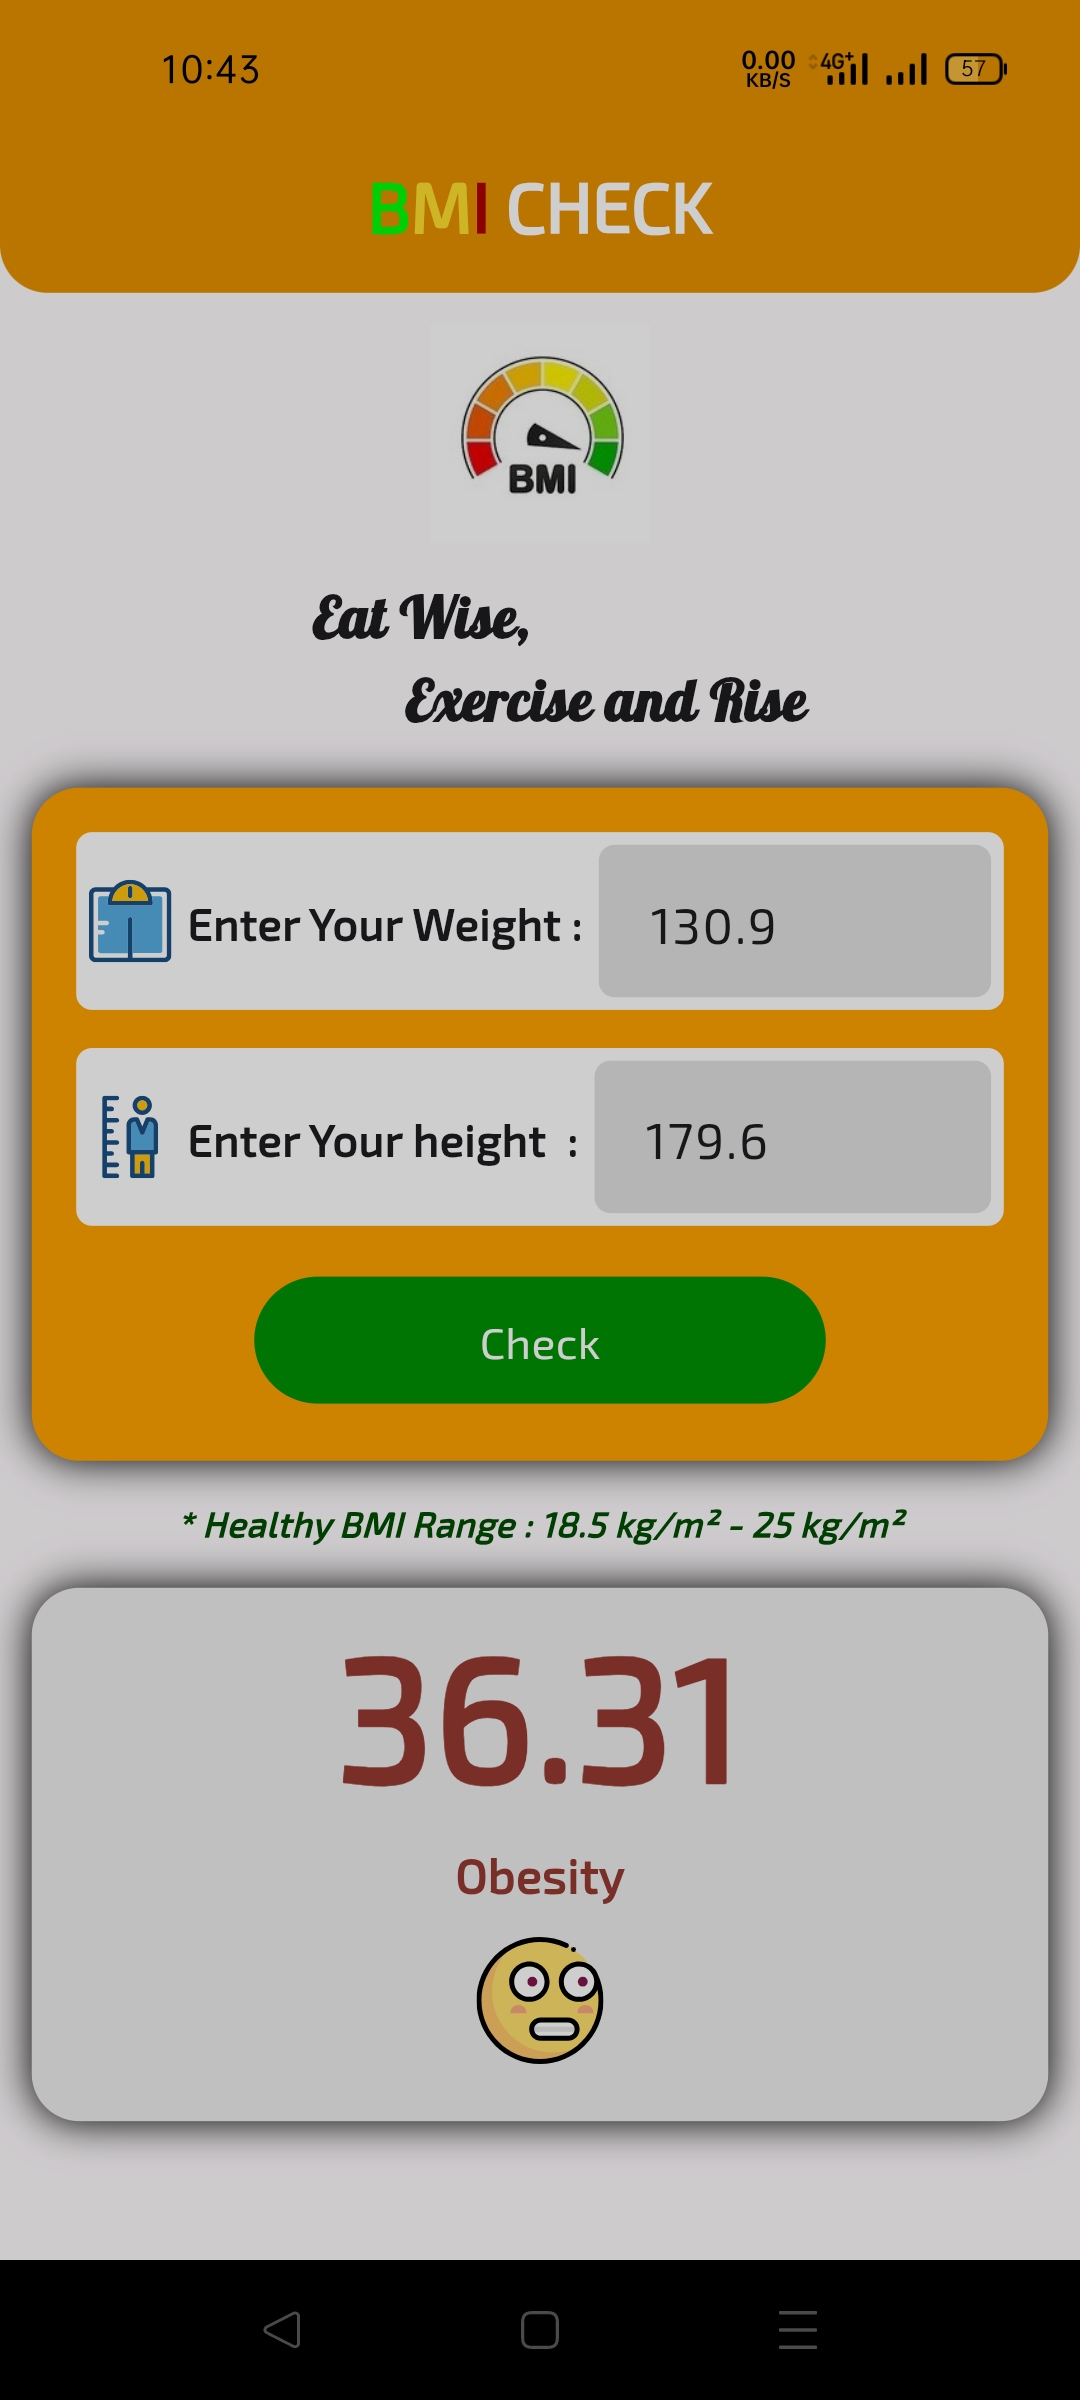 10:43
0.00
KB/S
4G+
57
BMI CHECK
BMI
Eat Wise,
Exercise and Rise
Enter Your Weight :
130.9
Enter Your height :
179.6
Check
* Healthy BMI Range : 18.5 kg/m² - 25 kg/m²
36.31
Obesity